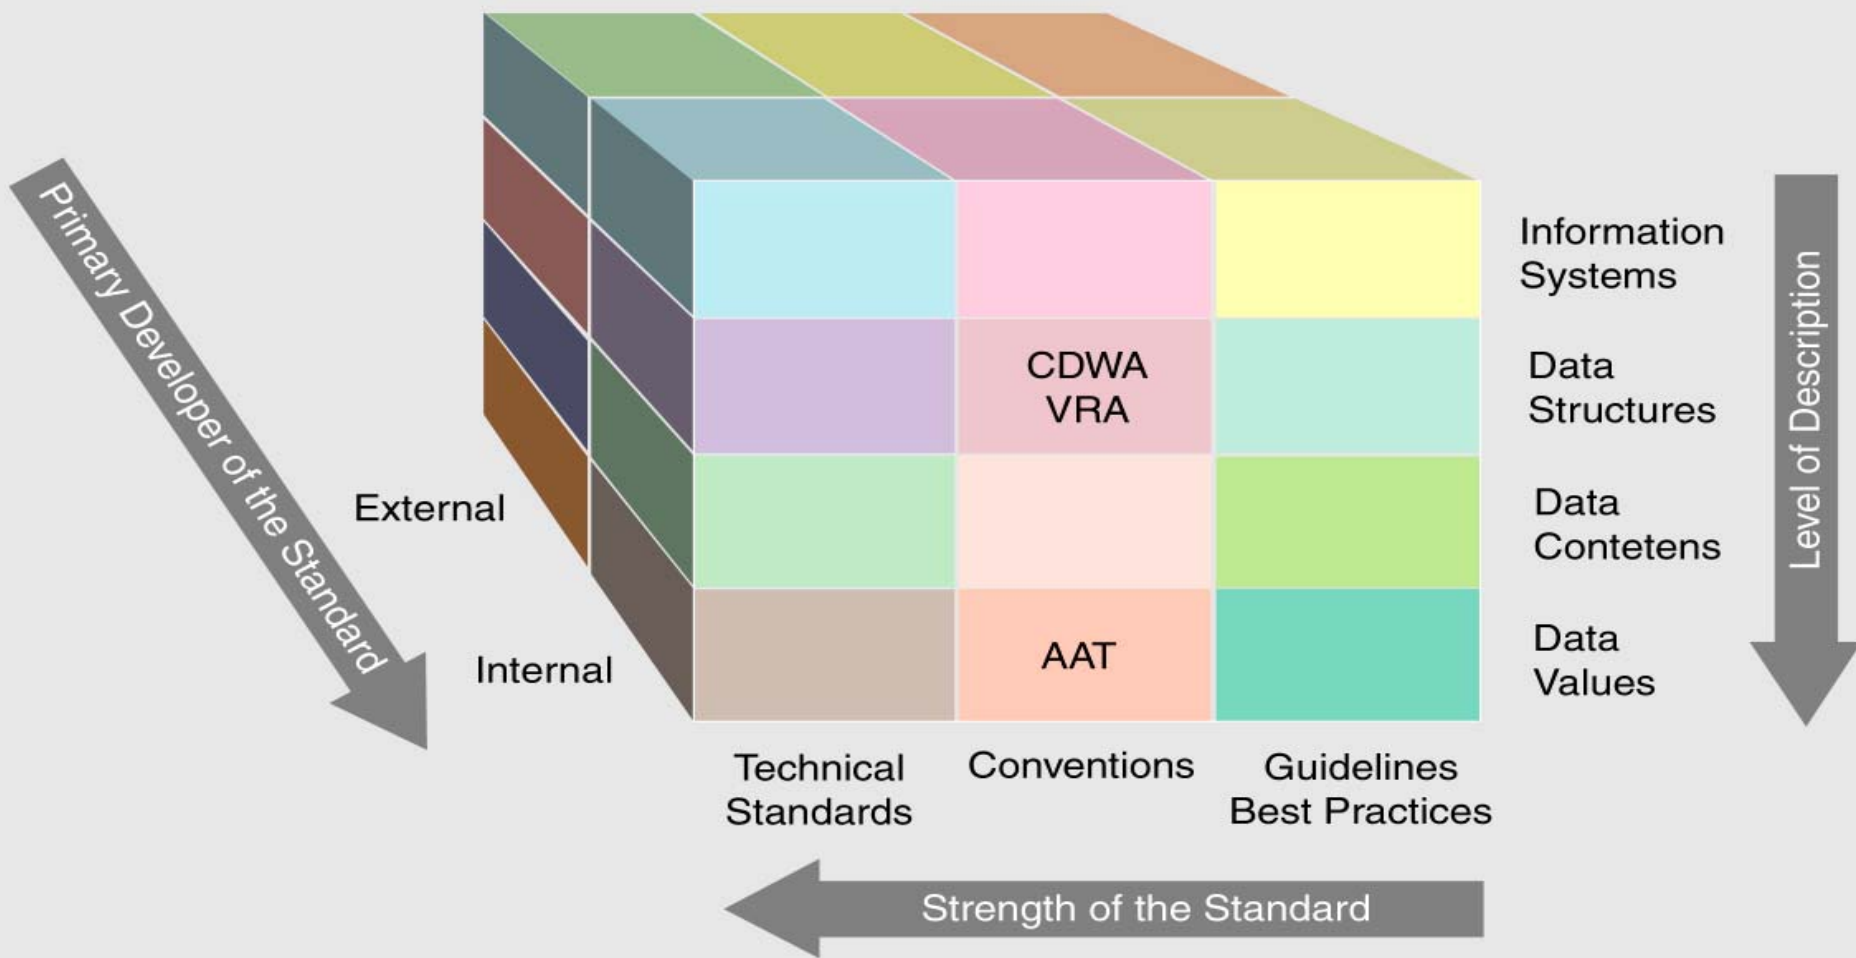 Primary Developer of the Standard
External
Internal
CDWA
VRA
AAT
Information
Systems
Data
Structures
Data
Contetens
Data
Values
Level of Description
Technical
Standards
Conventions
Guidelines
Best Practices
Strength of the Standard